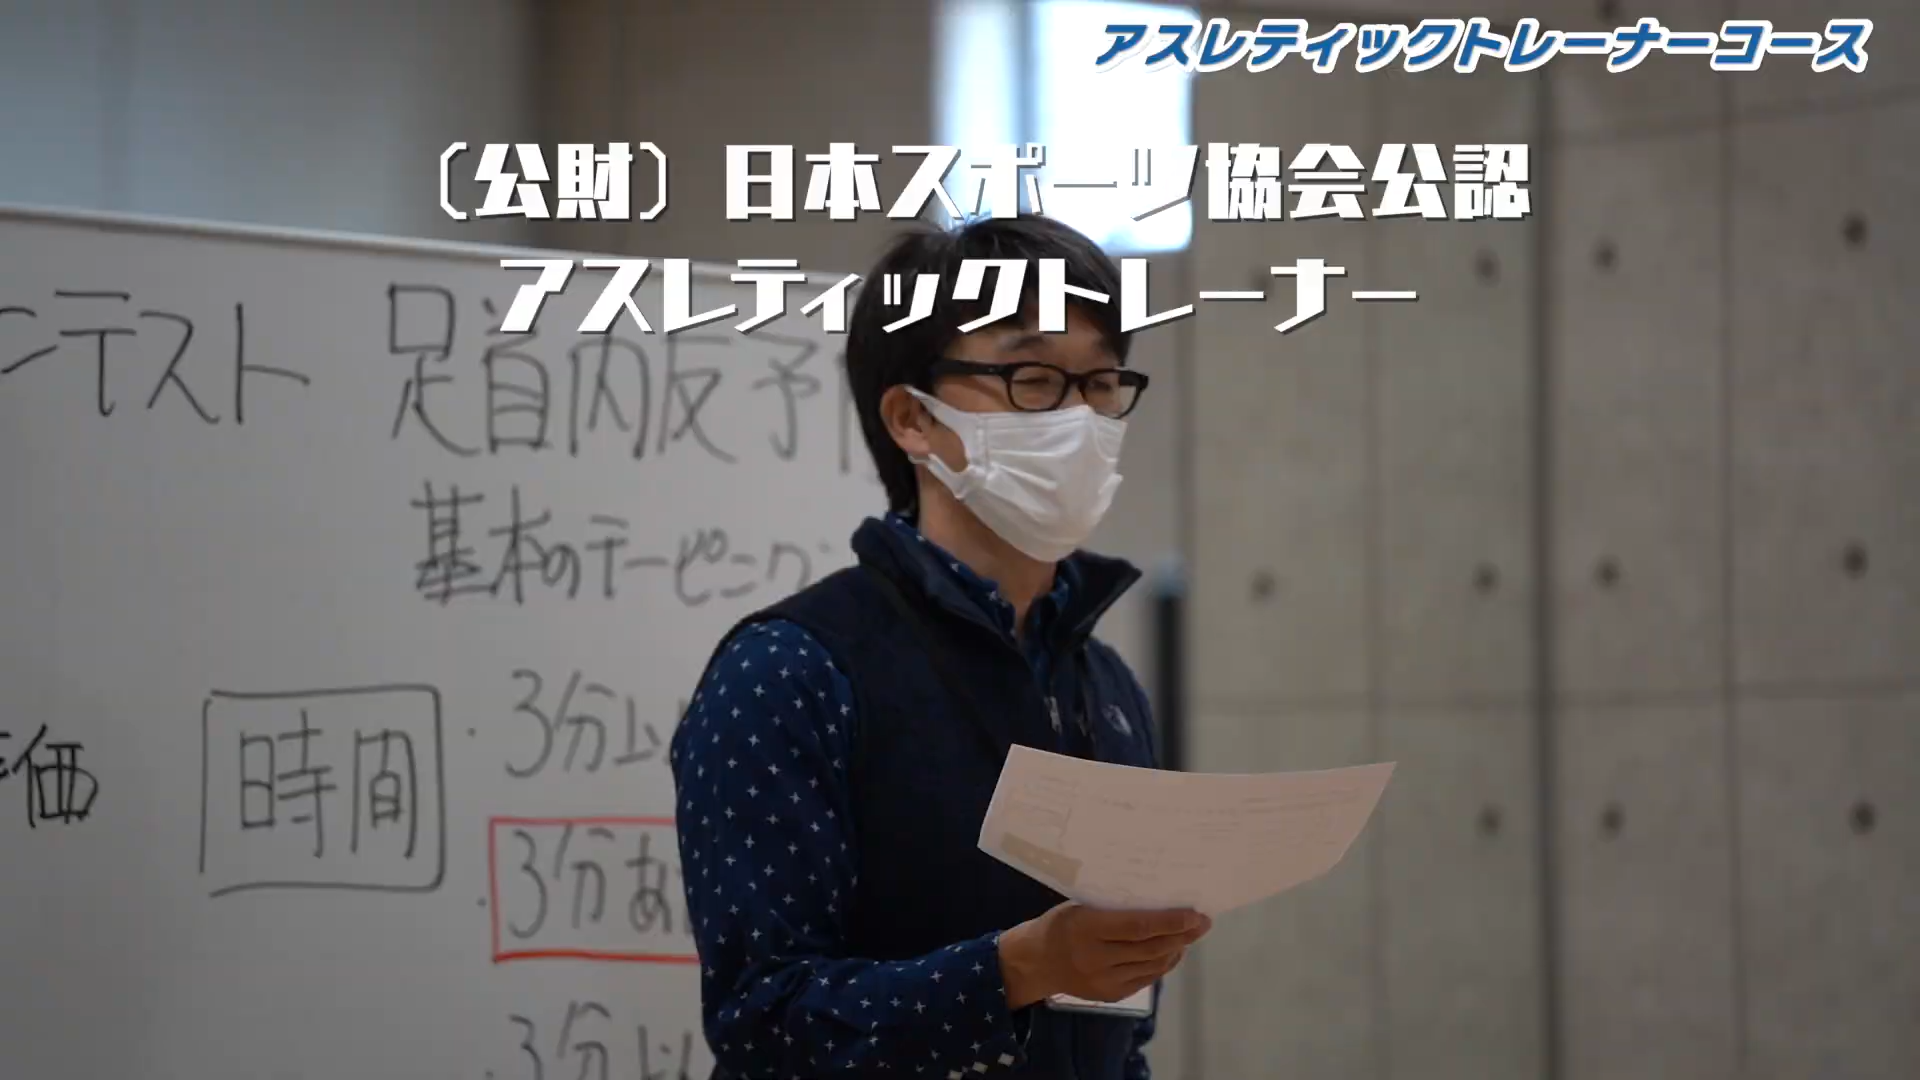 アスレティックトレーナーコース
〔公財〕日本スポーツ協会公認
アスレティックトレーナー
テスト 足首内反予
基本のテーピング
価
時間
・3分以
・3分あ
3分以